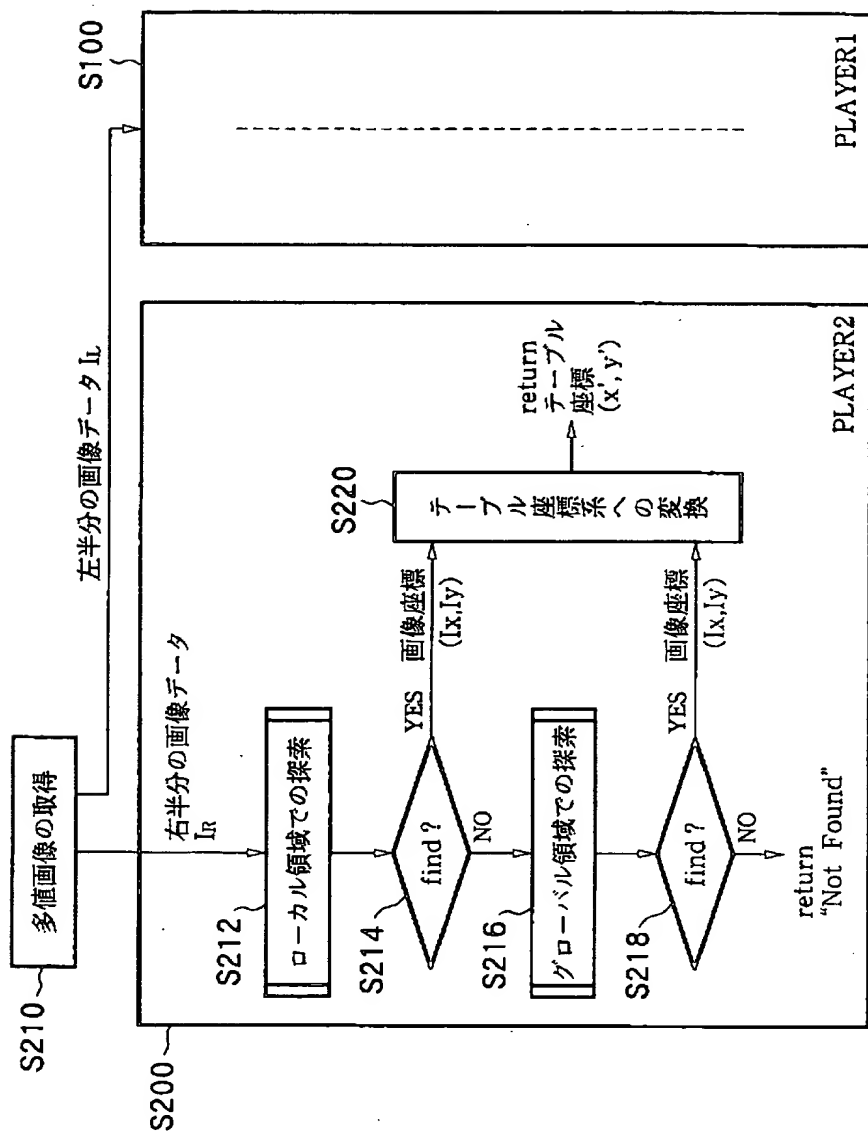 S210
多値画像の取得
左半分の画像データ IL
S100
PLAYER1
S200
右半分の画像データ
IR
S212
ローカル領域での探索
S214
find ?
YES
画像座標
(Ix,Iy)
NO
S216
グローバル領域での探索
S218
find ?
YES
画像座標
(Ix,Iy)
NO
return
“Not Found”
S220
テーブル座標系への変換
return
テーブル
座標
(x', y')
PLAYER2